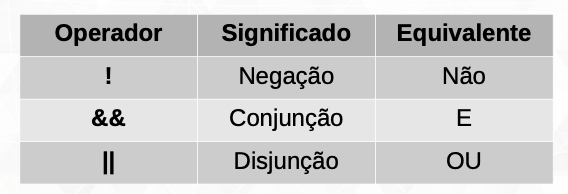 Operador Significado Equivalente
! Negação Não
&& Conjunção E
|| Disjunção OU